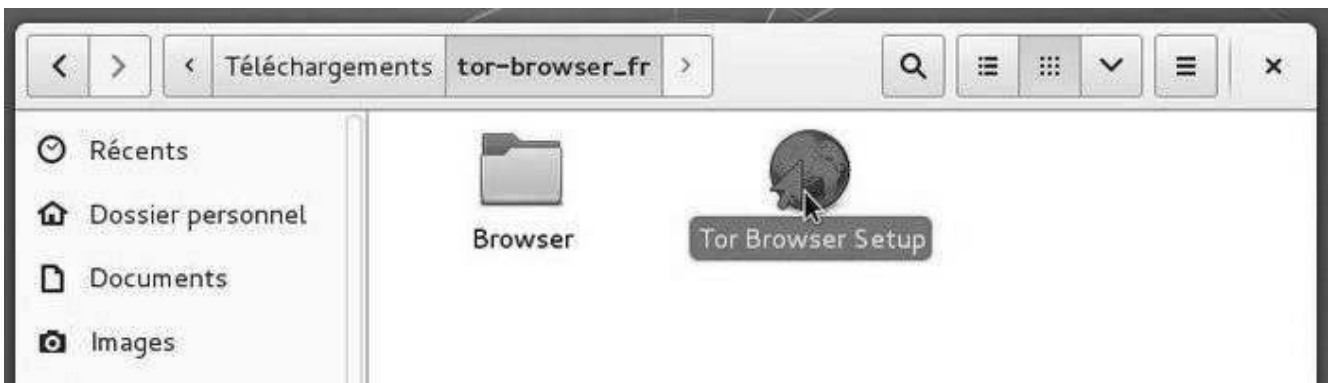 Téléchargements tor-browser_fr
Récents
Dossier personnel
Browser
Tor Browser Setup
Documents
Images